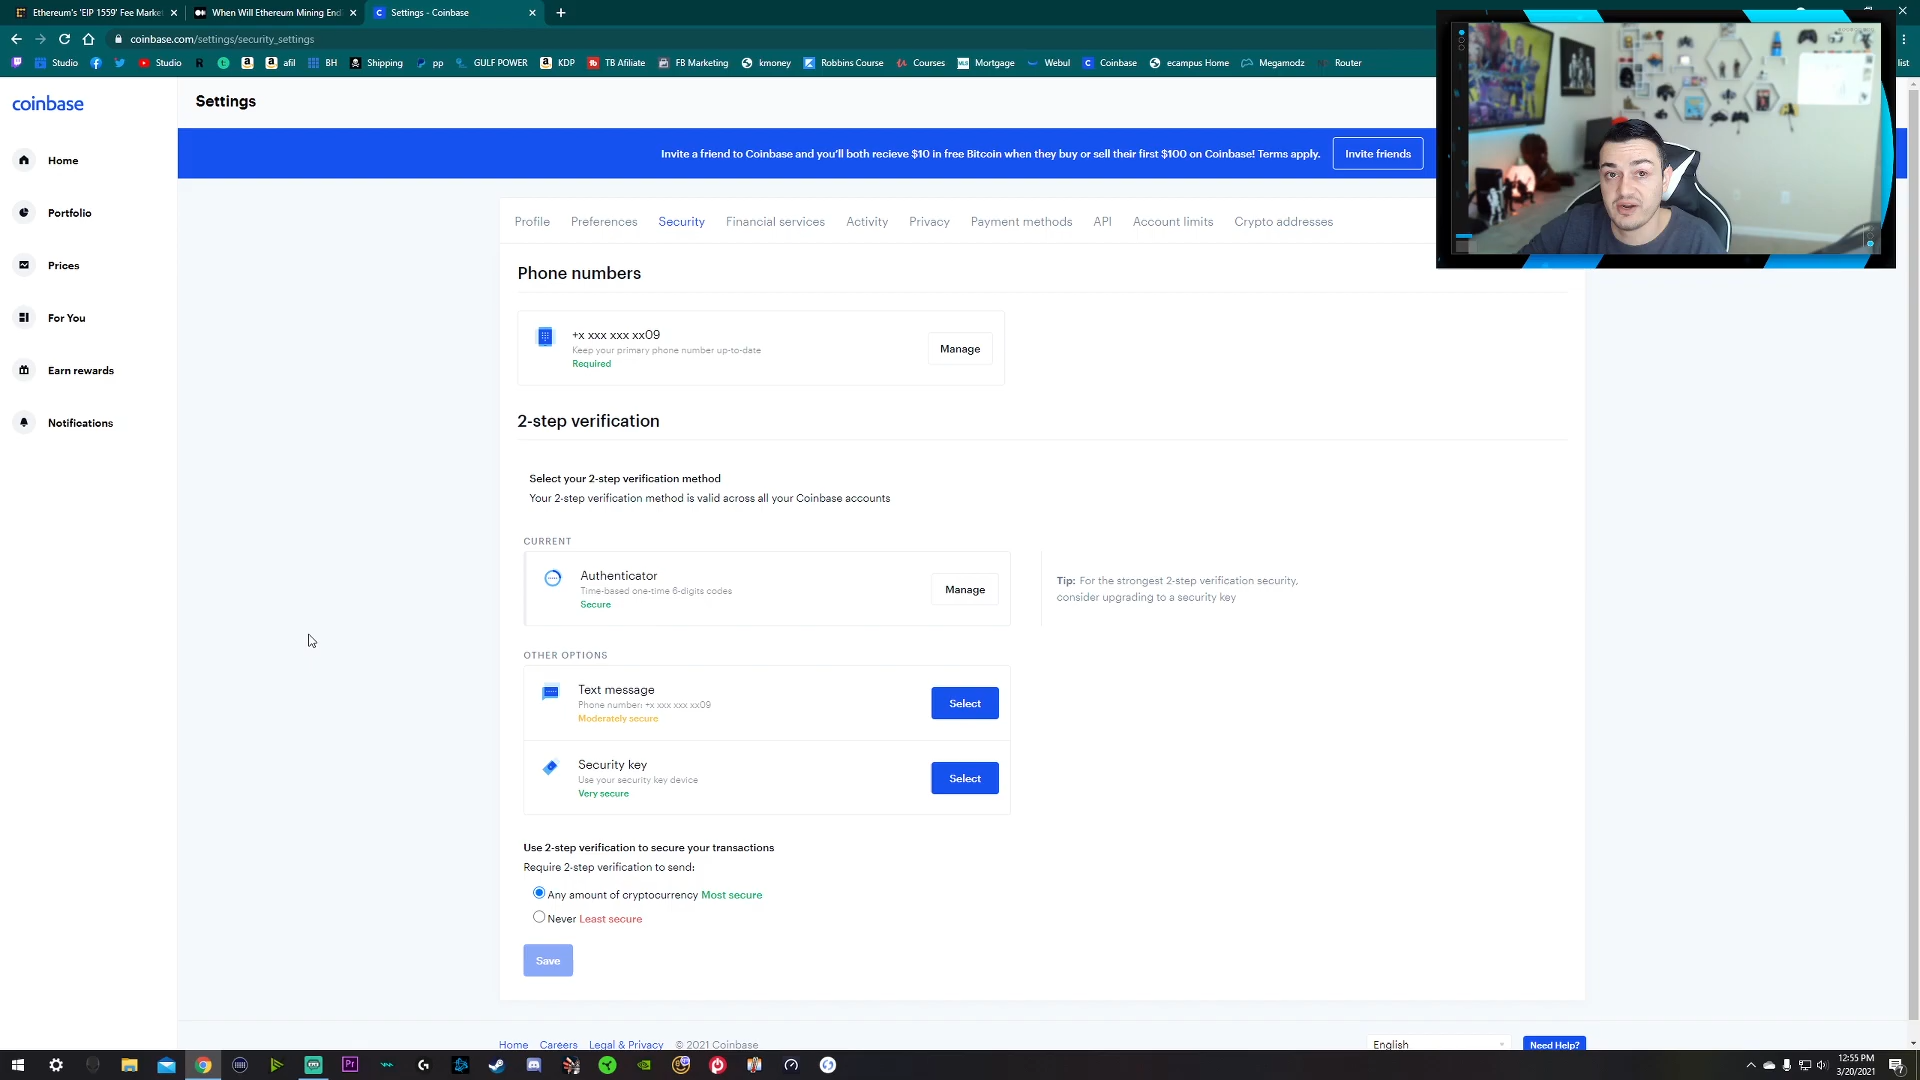 Ethereum's 'EIP 1559' Fee Marke
When Will Ethereum Mining End
Settings - Coinbase
coinbase.com/settings/security_settings
Studio
Studio
R
afil
BH
Shipping
pp
GULF POWER
KDP
TB Afiliate
FB Marketing
kmoney
Robbins Course
Courses
Mortgage
Webul
Coinbase
ecampus Home
Megamodz
Router
list
coinbase
Settings
Home
Portfolio
Prices
For You
Earn rewards
Notifications
Invite a friend to Coinbase and you'll both recieve $10 in free Bitcoin when they buy or sell their first $100 on Coinbase! Terms apply.
Invite friends
Profile Preferences Security Financial services Activity Privacy Payment methods API Account limits Crypto addresses
Phone numbers
+x xxx xxx xx09
Keep your primary phone number up-to-date
Required
Manage
2-step verification
Select your 2-step verification method
Your 2-step verification method is valid across all your Coinbase accounts
CURRENT
Authenticator
Time-based one-time 6-digits codes
Secure
Manage
Tip: For the strongest 2-step verification security,
consider upgrading to a security key
OTHER OPTIONS
Text message
Phone number: +x xxx xxx xx09
Moderately secure
Select
Security key
Use your security key device
Very secure
Select
Use 2-step verification to secure your transactions
Require 2-step verification to send:
Any amount of cryptocurrency Most secure
Never Least secure
Save
Home Careers Legal & Privacy © 2021 Coinbase
English
Need Help?
Pr
12:55 PM
3/20/2021
7